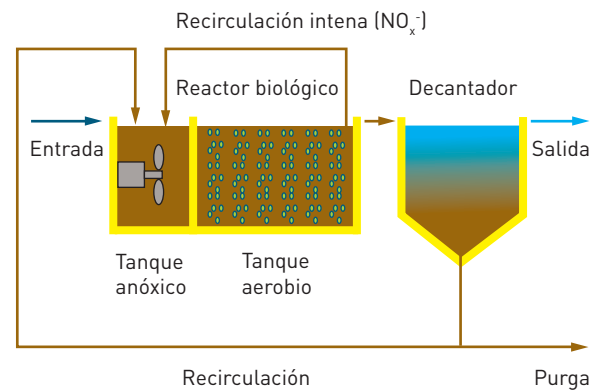 Recirculación intena (NOx-)
Reactor biológico
Decantador
Entrada
Salida
Tanque
anóxico
Tanque
aerobio
Recirculación
Purga